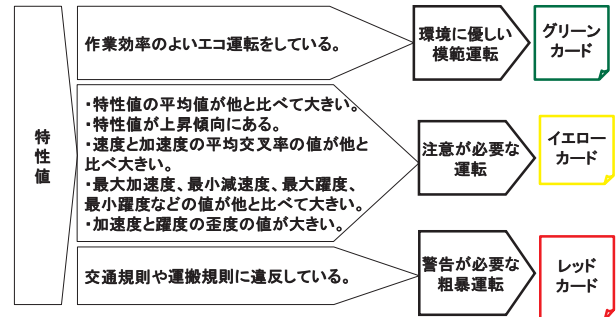 特性値
作業効率のよいエコ運転をしている。
環境に優しい
模範運転
グリーン
カード
・特性値の平均値が他と比べて大きい。
・特性値が上昇傾向にある。
・速度と加速度の平均交叉率の値が他と
比べ大きい。
・最大加速度、最小減速度、最大躍度、
最小躍度などの値が他と比べて大きい。
・加速度と躍度の歪度の値が大きい。
注意が必要な
運転
イエロー
カード
交通規則や運搬規則に違反している。
警告が必要な
粗暴運転
レッド
カード